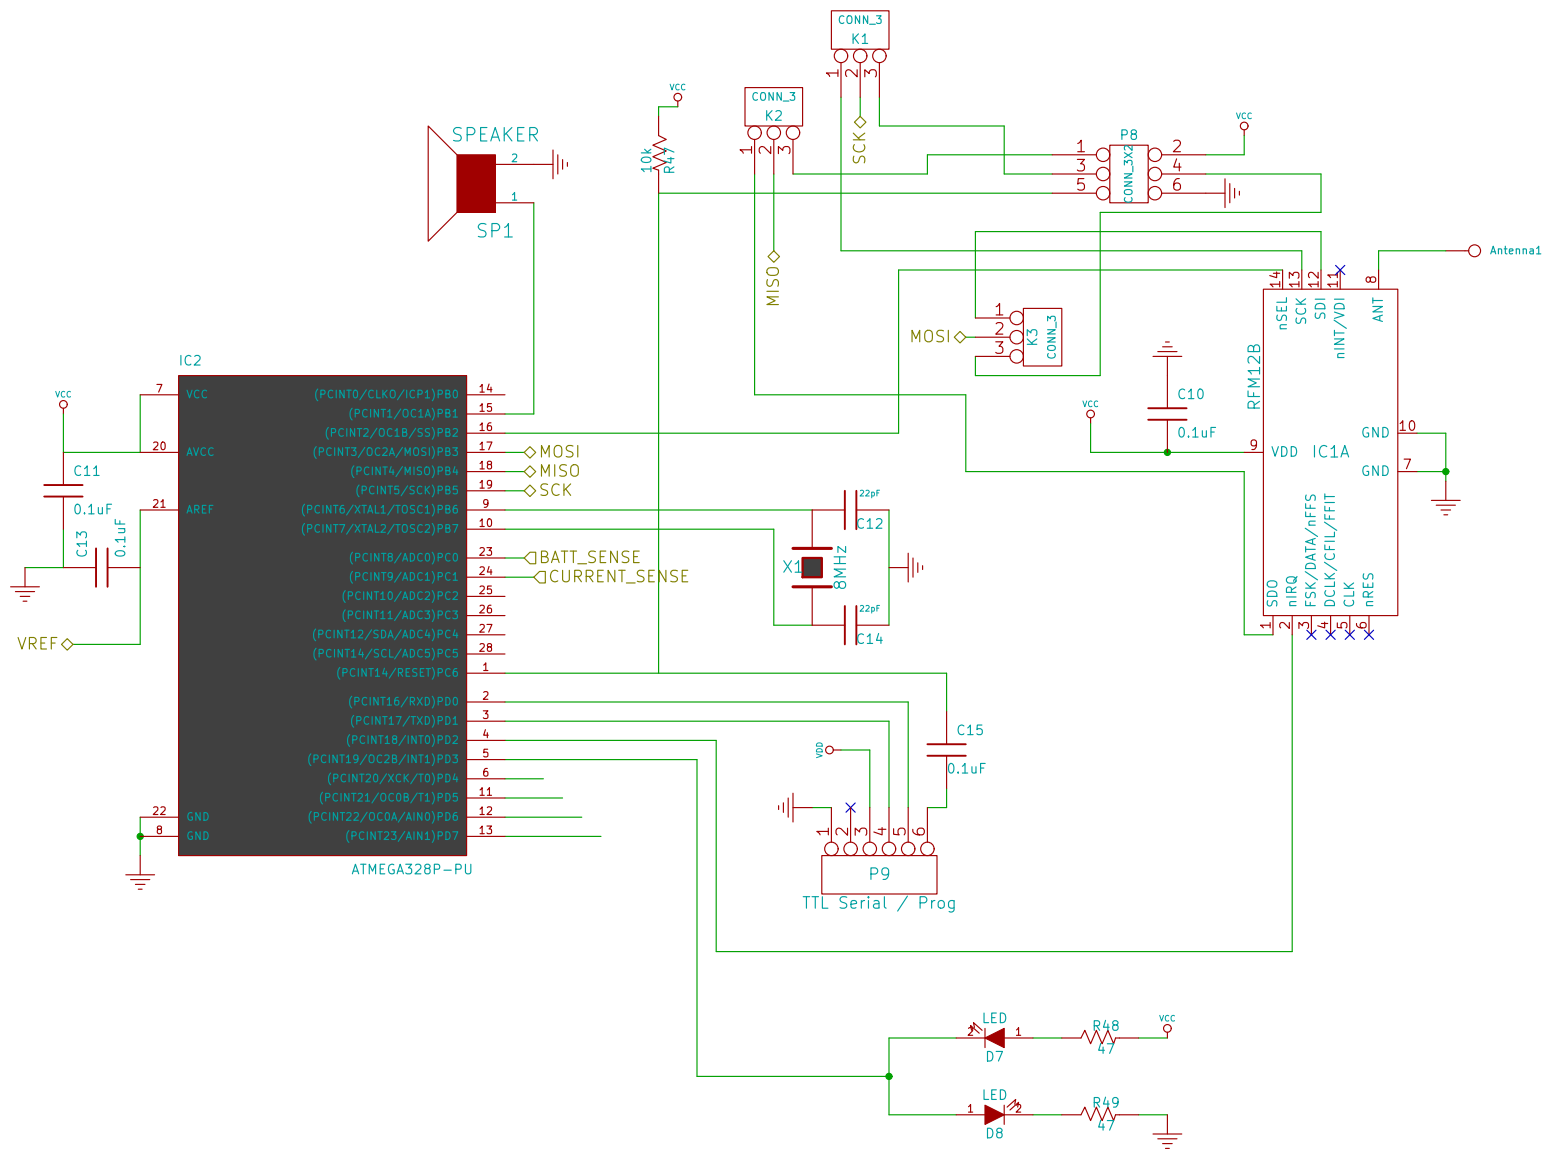 CONN_3
K1
1
2
3
SCK
CONN_3
K2
1
2
3
MISO
VCC
10k
R47
SPEAKER
2
1
SP1
VCC
P8
CONN_3X2
1
3
5
2
4
6
Antenna1
14
13
12
11
8
nSEL
SCK
SDI
nINT/VDI
ANT
RFM12B
MOSI
1
2
3
K3
CONN_3
C10
0.1uF
VCC
9
VDD
IC1A
GND
10
GND
7
SDO
nIRQ
FSK/DATA/nFFS
DCLK/CFIL/FFIT
CLK
nRES
1
2
3
4
5
6
IC2
VCC
7
VCC
20
AVCC
21
AREF
22
GND
8
GND
C11
0.1uF
C13
0.1uF
VREF
(PCINT0/CLKO/ICP1)PB0
14
(PCINT1/OC1A)PB1
15
(PCINT2/OC1B/SS)PB2
16
(PCINT3/OC2A/MOSI)PB3
17
MOSI
(PCINT4/MISO)PB4
18
MISO
(PCINT5/SCK)PB5
19
SCK
(PCINT6/XTAL1/TOSC1)PB6
9
(PCINT7/XTAL2/TOSC2)PB7
10
(PCINT8/ADC0)PC0
23
BATT_SENSE
(PCINT9/ADC1)PC1
24
CURRENT_SENSE
(PCINT10/ADC2)PC2
25
(PCINT11/ADC3)PC3
26
(PCINT12/SDA/ADC4)PC4
27
(PCINT14/SCL/ADC5)PC5
28
(PCINT14/RESET)PC6
1
(PCINT16/RXD)PD0
2
(PCINT17/TXD)PD1
3
(PCINT18/INT0)PD2
4
(PCINT19/OC2B/INT1)PD3
5
(PCINT20/XCK/T0)PD4
6
(PCINT21/OC0B/T1)PD5
11
(PCINT22/OC0A/AIN0)PD6
12
(PCINT23/AIN1)PD7
13
ATMEGA328P-PU
22pF
C12
X1
8MHz
22pF
C14
C15
0.1uF
VDD
1
2
3
4
5
6
P9
TTL Serial / Prog
LED
2
1
D7
R48
47
VCC
LED
1
2
D8
R49
47